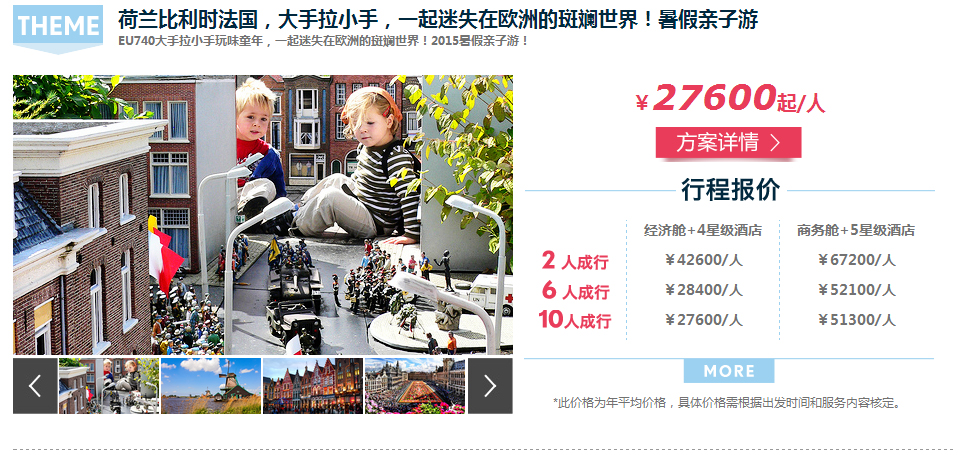 THEME
荷兰比利时法国，大手拉小手，一起迷失在欧洲的斑斓世界！暑假亲子游
EU740大手拉小手玩味童年，一起迷失在欧洲的斑斓世界！2015暑假亲子游！
￥27600起/人
方案详情
行程报价
经济舱+4星级酒店 商务舱+5星级酒店
2人成行 ￥42600/人 ￥67200/人
6人成行 ￥28400/人 ￥52100/人
10人成行 ￥27600/人 ￥51300/人
MORE
*此价格为年平均价格，具体价格需根据出发时间和服务内容核定。